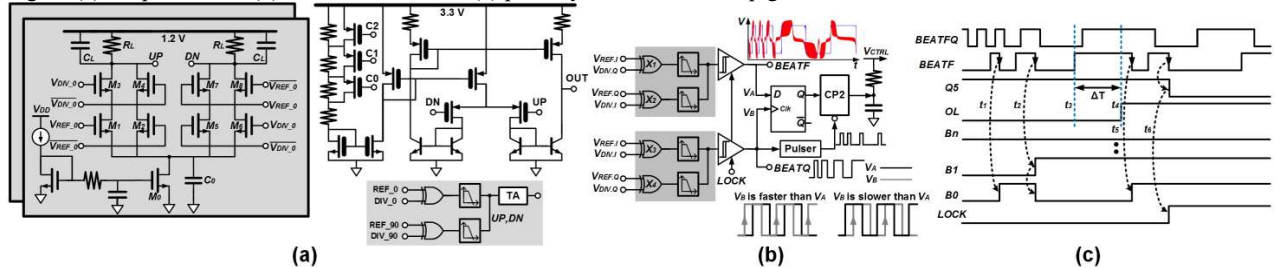 1.2 V
CL
RL
UP
DN
RL
CL
VDIV_0
M3
M4
M7
M8
VREF_0
VDD
VDIV_0
VREF_0
VREF_0
M1
M2
M5
M6
VDIV_0
VREF_0
VDIV_0
C0
M0
3.3 V
C2
C1
C0
OUT
DN
UP
REF_0
DIV_0
TA
UP,DN
REF_90
DIV_90
(a)
V
t
VREF.I
VDIV.Q
X1
BEATF
VCTRL
VREF.Q
VDIV.I
X2
VA
D
Q
Clk
Q
CP2
VB
VREF.I
VDIV.I
X3
Pulser
VREF.Q
VDIV.Q
X4
BEATQ
VA
VB
LOCK
VB is faster than VA
VB is slower than VA
(b)
BEATFQ
BEATF
Q5
t1
t2
t3
ΔT
t4
OL
t5
t6
Bn
B1
B0
LOCK
(c)